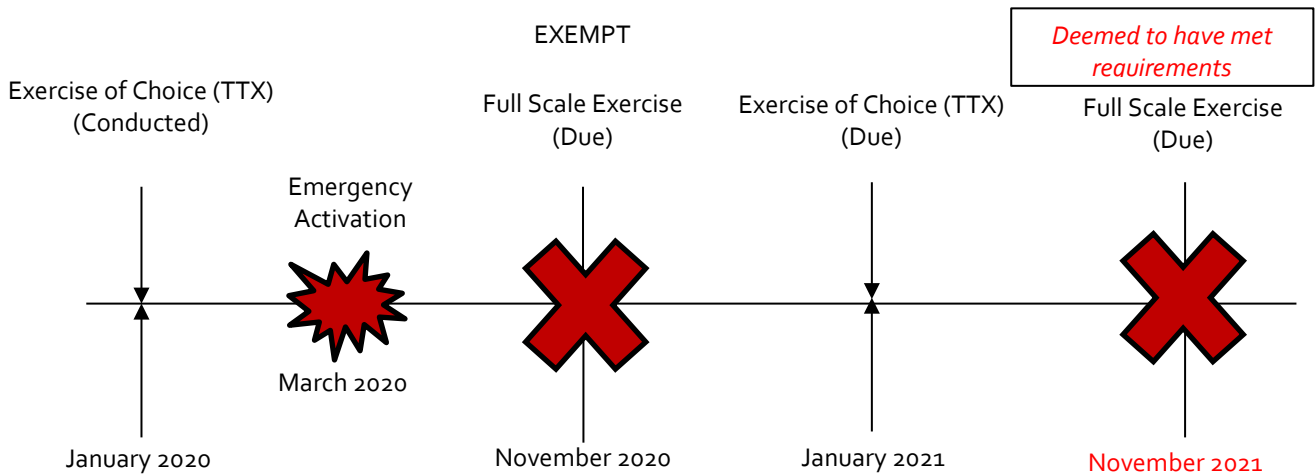 EXEMPT
Deemed to have met
requirements
Exercise of Choice (TTX)
(Conducted)
Full Scale Exercise
(Due)
Exercise of Choice (TTX)
(Due)
Full Scale Exercise
(Due)
Emergency
Activation
March 2020
January 2020
November 2020
January 2021
November 2021